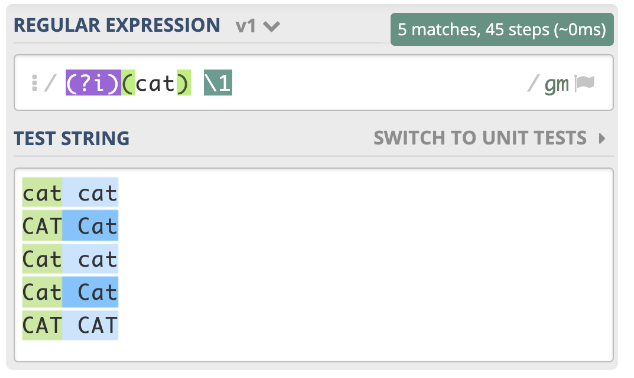 REGULAR EXPRESSION v1 5 matches, 45 steps (~0ms)
/ (?i)(cat) \1 / gm
TEST STRING SWITCH TO UNIT TESTS
cat cat
CAT Cat
Cat cat
Cat Cat
CAT CAT